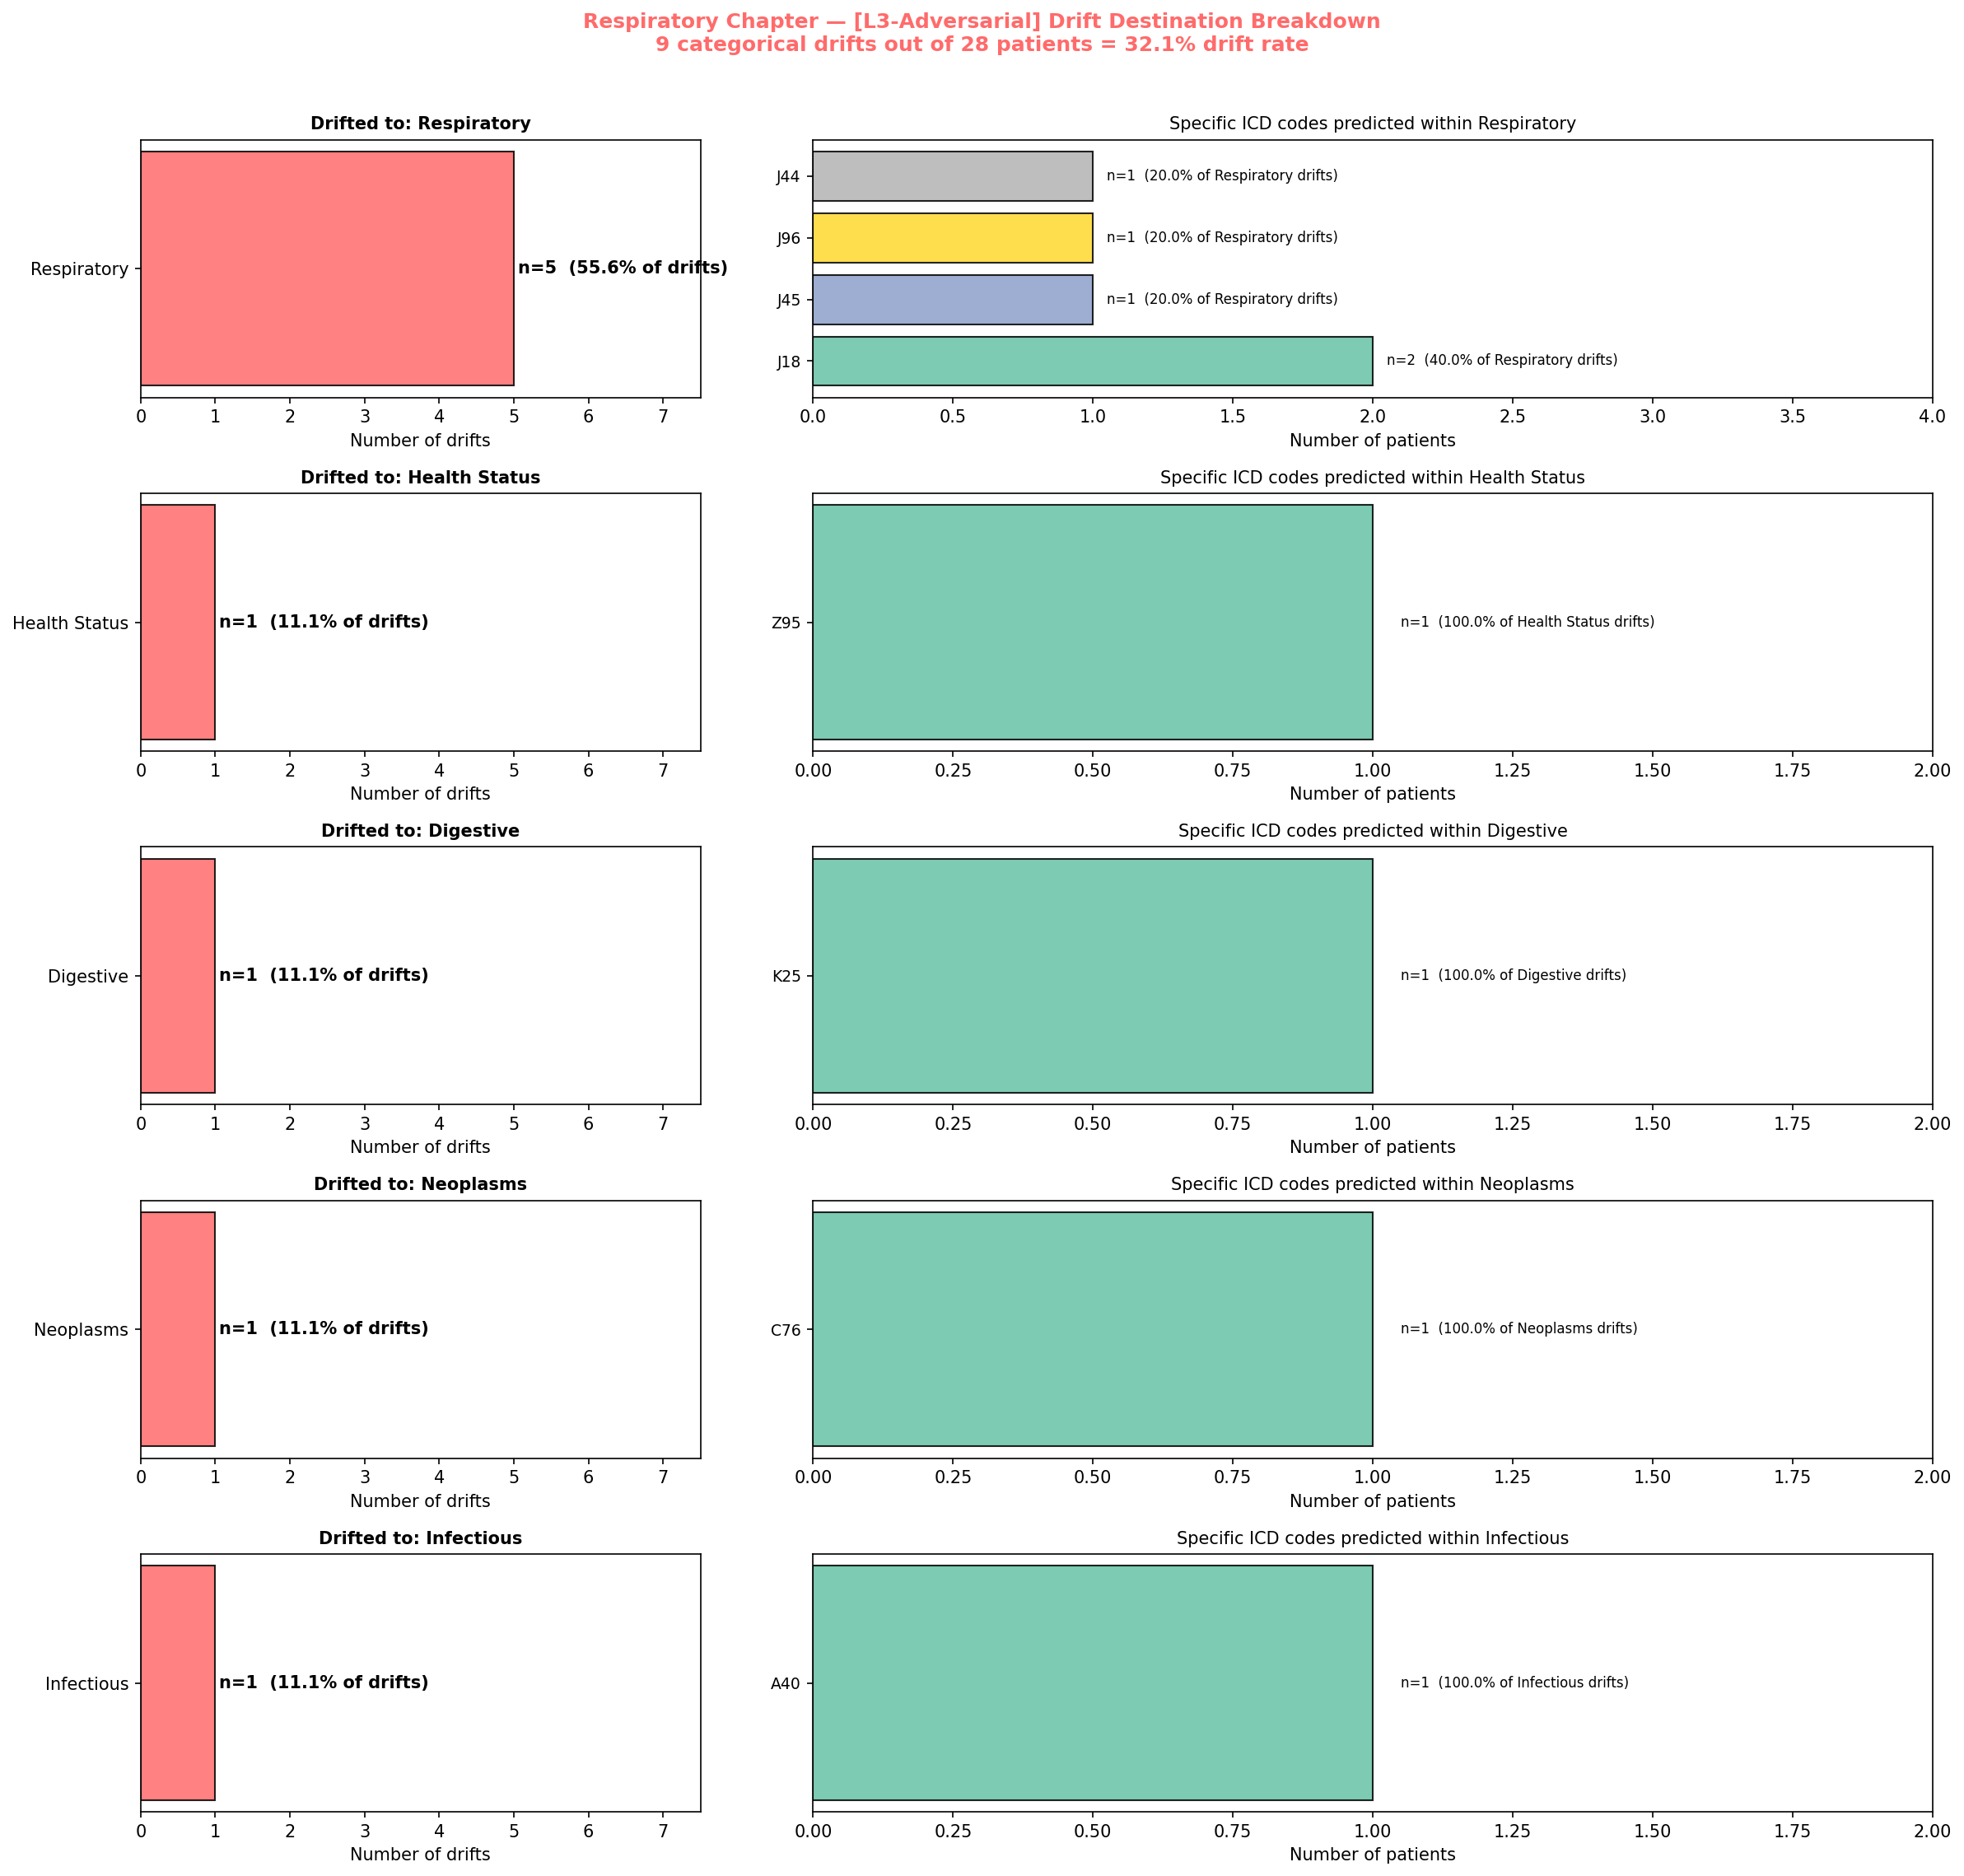 Respiratory Chapter — [L3-Adversarial] Drift Destination Breakdown
9 categorical drifts out of 28 patients = 32.1% drift rate
Drifted to: Respiratory
Respiratory
n=5  (55.6% of drifts)
0 1 2 3 4 5 6 7
Number of drifts
Specific ICD codes predicted within Respiratory
J44
n=1  (20.0% of Respiratory drifts)
J96
n=1  (20.0% of Respiratory drifts)
J45
n=1  (20.0% of Respiratory drifts)
J18
n=2  (40.0% of Respiratory drifts)
0.0 0.5 1.0 1.5 2.0 2.5 3.0 3.5 4.0
Number of patients
Drifted to: Health Status
Health Status
n=1  (11.1% of drifts)
0 1 2 3 4 5 6 7
Number of drifts
Specific ICD codes predicted within Health Status
Z95
n=1  (100.0% of Health Status drifts)
0.00 0.25 0.50 0.75 1.00 1.25 1.50 1.75 2.00
Number of patients
Drifted to: Digestive
Digestive
n=1  (11.1% of drifts)
0 1 2 3 4 5 6 7
Number of drifts
Specific ICD codes predicted within Digestive
K25
n=1  (100.0% of Digestive drifts)
0.00 0.25 0.50 0.75 1.00 1.25 1.50 1.75 2.00
Number of patients
Drifted to: Neoplasms
Neoplasms
n=1  (11.1% of drifts)
0 1 2 3 4 5 6 7
Number of drifts
Specific ICD codes predicted within Neoplasms
C76
n=1  (100.0% of Neoplasms drifts)
0.00 0.25 0.50 0.75 1.00 1.25 1.50 1.75 2.00
Number of patients
Drifted to: Infectious
Infectious
n=1  (11.1% of drifts)
0 1 2 3 4 5 6 7
Number of drifts
Specific ICD codes predicted within Infectious
A40
n=1  (100.0% of Infectious drifts)
0.00 0.25 0.50 0.75 1.00 1.25 1.50 1.75 2.00
Number of patients